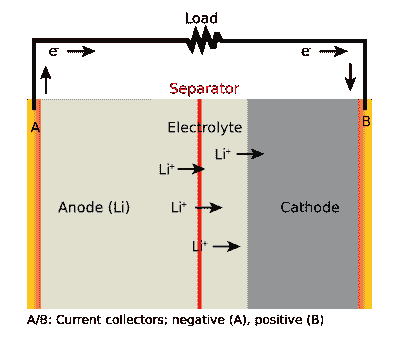 Load
e-
e-
Separator
A
B
Electrolyte
Li+
Li+
Anode (Li)
Li+
Cathode
Li+
A/B: Current collectors; negative (A), positive (B)